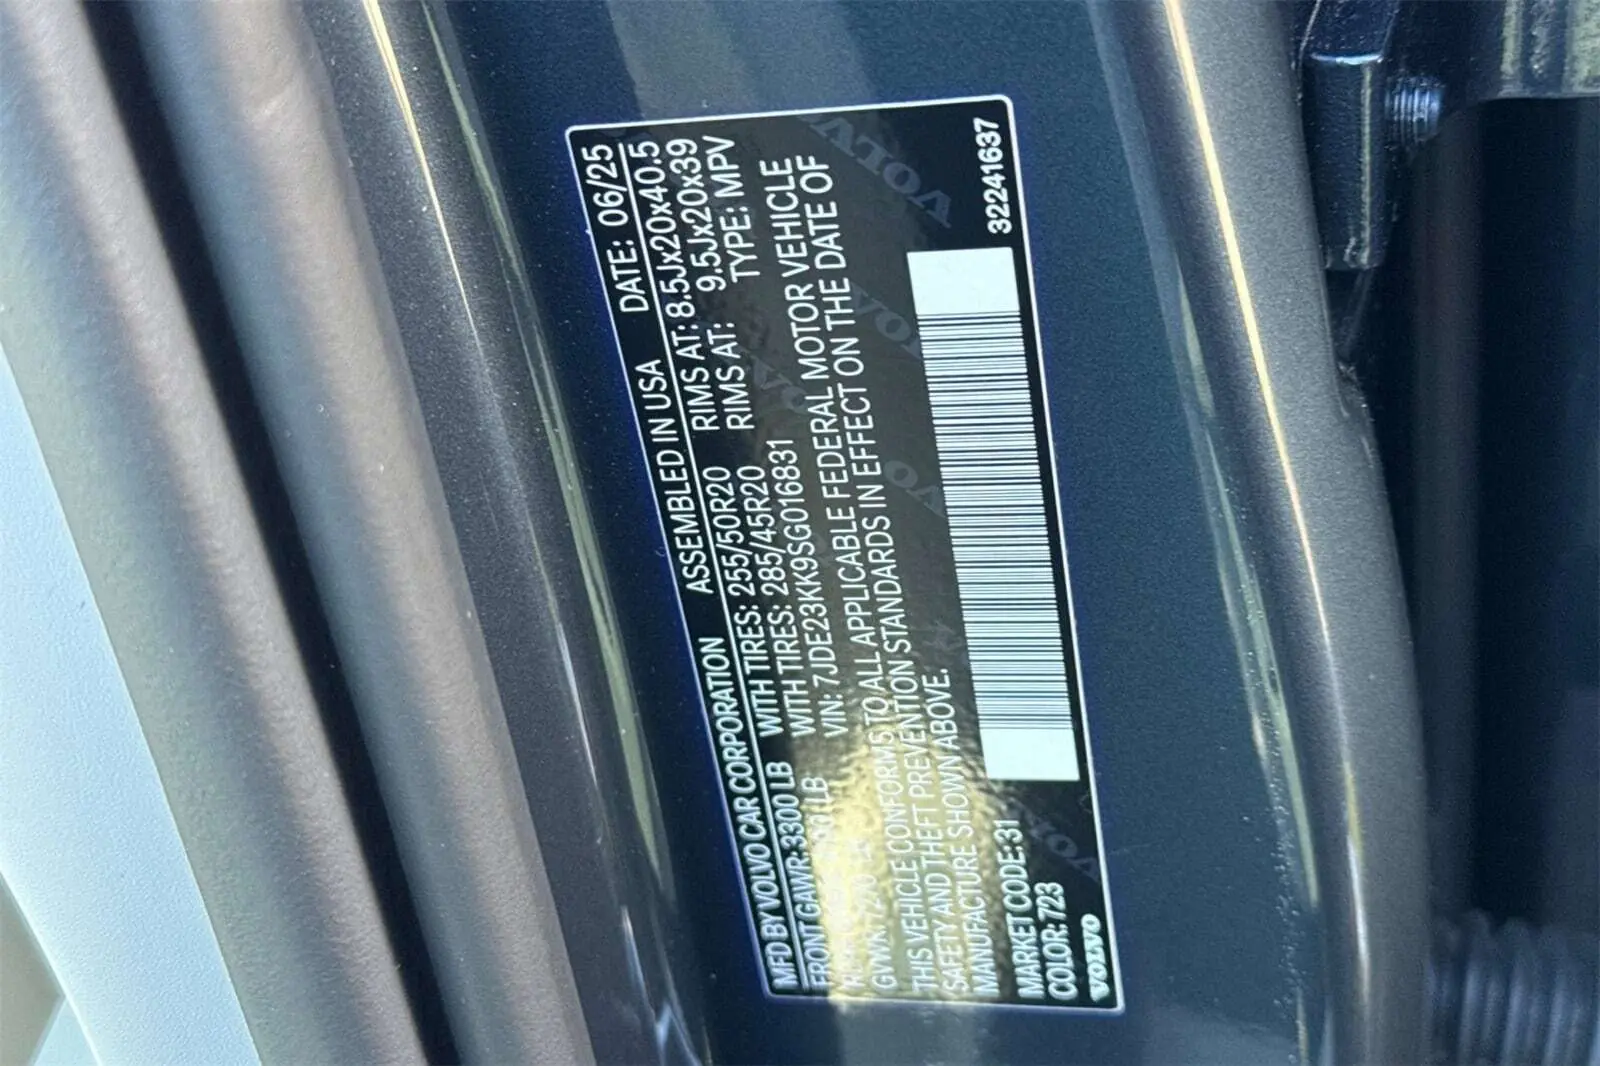 MFD BY VOLVO CAR CORPORATION ASSEMBLED IN USA DATE: 06/25
FRONT GAWR: 3300 LB WITH TIRES: 255/50R20 RIMS AT: 8.5Jx20x40.5
LB WITH TIRES: 285/45R20 RIMS AT: 9.5Jx20x39
GVWR: 7270 VIN: 7JDE23KK9SG016831 TYPE: MPV
THIS VEHICLE CONFORMS TO ALL APPLICABLE FEDERAL MOTOR VEHICLE
SAFETY AND THEFT PREVENTION STANDARDS IN EFFECT ON THE DATE OF
MANUFACTURE SHOWN ABOVE.
MARKET CODE: 31
COLOR: 723
VOLVO
32241637